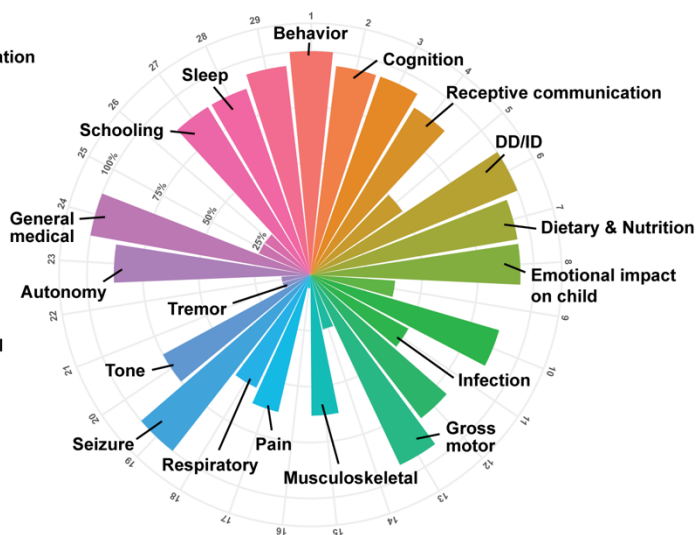 1
2
3
4
5
6
7
8
9
10
11
12
13
14
15
16
17
18
19
20
21
22
23
24
25
26
27
28
29
100%
75%
50%
25%
Behavior
Cognition
Receptive communication
DD/ID
Dietary & Nutrition
Emotional impact
on child
Infection
Gross
motor
Musculoskeletal
Pain
Respiratory
Seizure
Tone
Tremor
Autonomy
General
medical
Schooling
Sleep